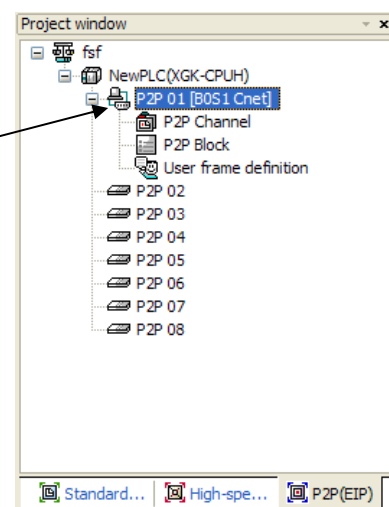 Project window
fsf
NewPLC(XGK-CPUH)
P2P 01 [B0S1 Cnet]
P2P Channel
P2P Block
User frame definition
P2P 02
P2P 03
P2P 04
P2P 05
P2P 06
P2P 07
P2P 08
Standard... High-spe... P2P(EIP)